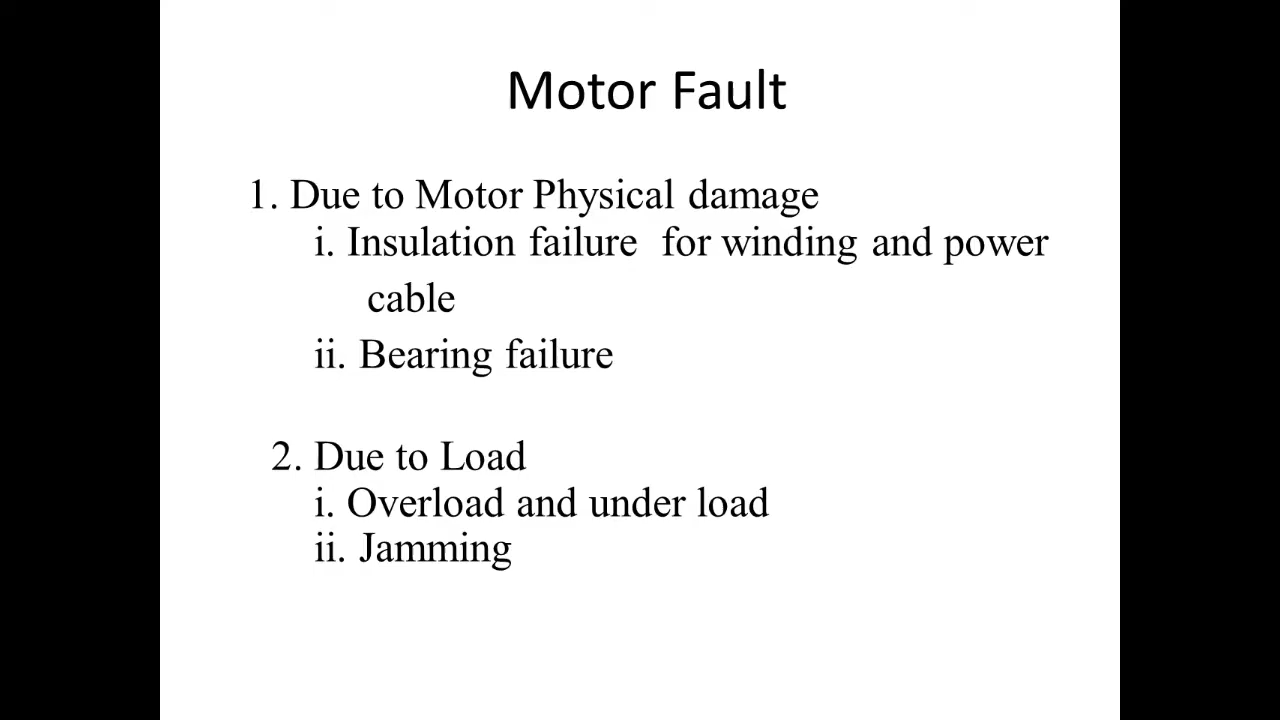 Motor Fault
1. Due to Motor Physical damage
i. Insulation failure for winding and power
cable
ii. Bearing failure
2. Due to Load
i. Overload and under load
ii. Jamming